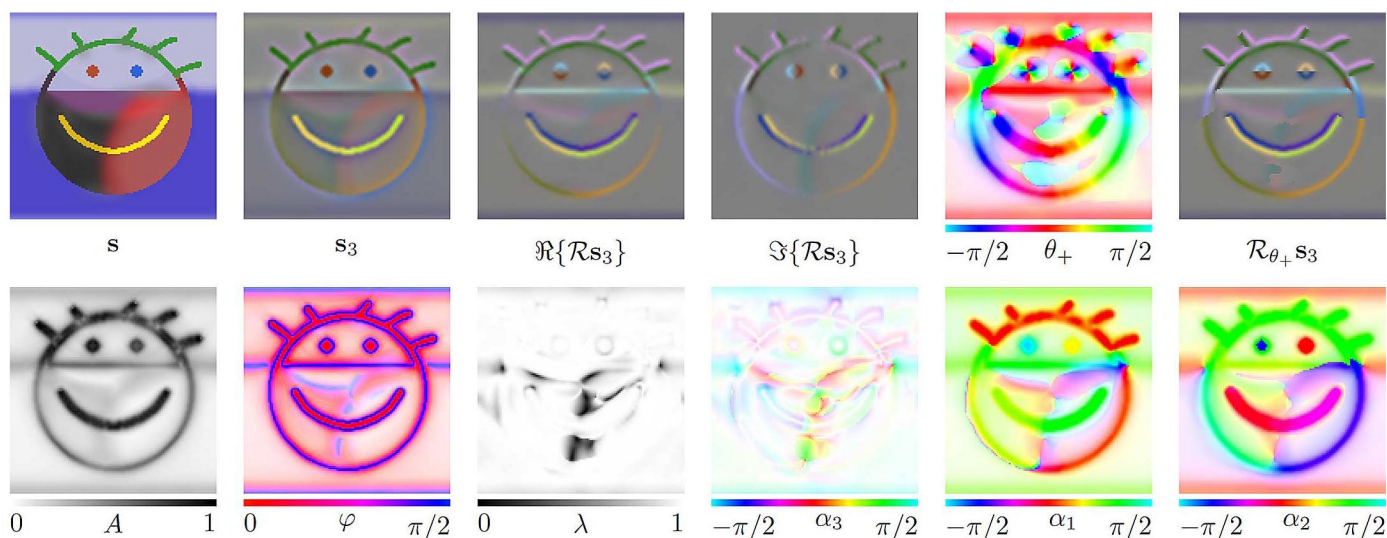 s s₃ ℜ{ℛs₃} ℑ{ℛs₃} −π/2 θ₊ π/2 ℛ_θ₊ s₃
0 A 1 0 φ π/2 0 λ 1 −π/2 α₃ π/2 −π/2 α₁ π/2 −π/2 α₂ π/2